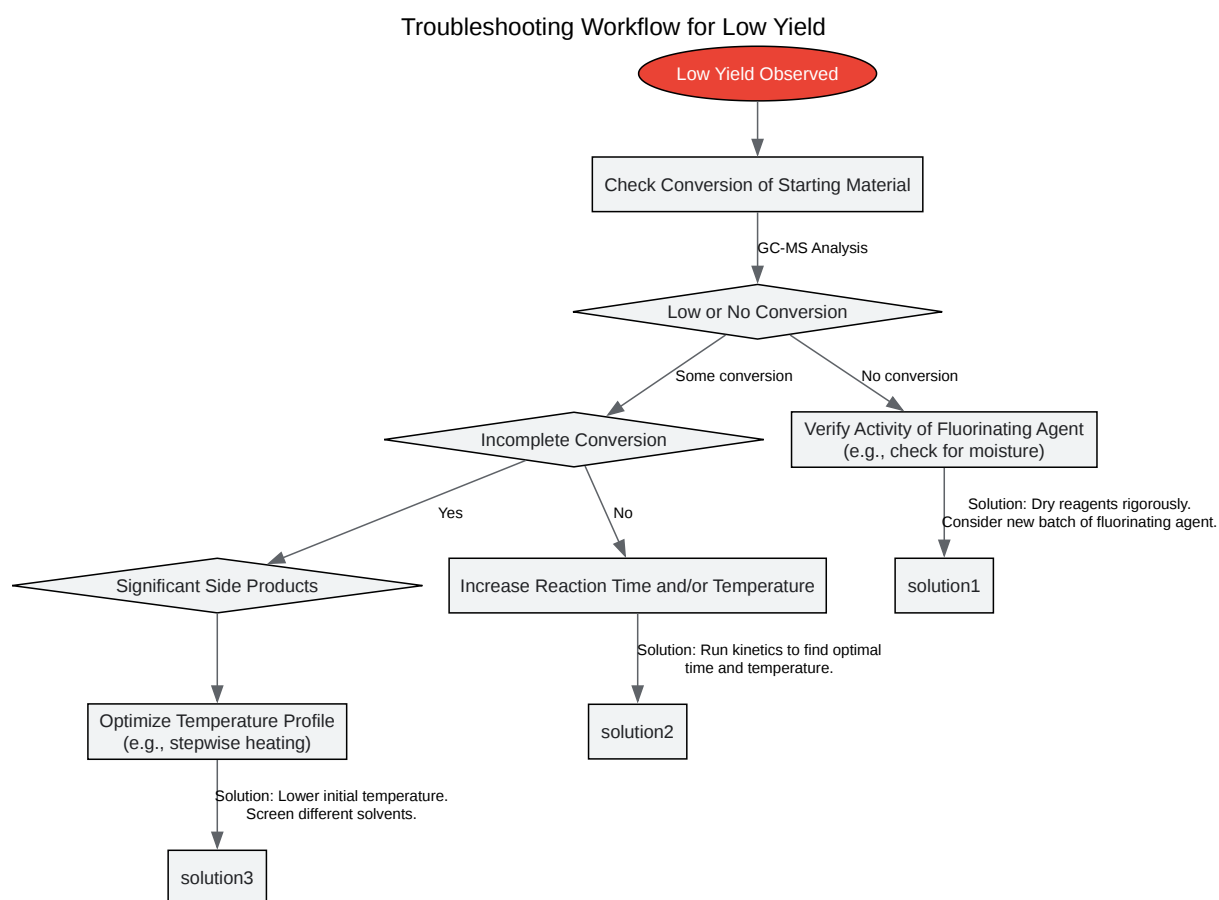 Troubleshooting Workflow for Low Yield
Low Yield Observed
Check Conversion of Starting Material
GC-MS Analysis
Low or No Conversion
Some conversion
No conversion
Incomplete Conversion
Verify Activity of Fluorinating Agent
(e.g., check for moisture)
Yes
No
Solution: Dry reagents rigorously.
Consider new batch of fluorinating agent.
Significant Side Products
Increase Reaction Time and/or Temperature
solution1
Solution: Run kinetics to find optimal
time and temperature.
Optimize Temperature Profile
(e.g., stepwise heating)
solution2
Solution: Lower initial temperature.
Screen different solvents.
solution3